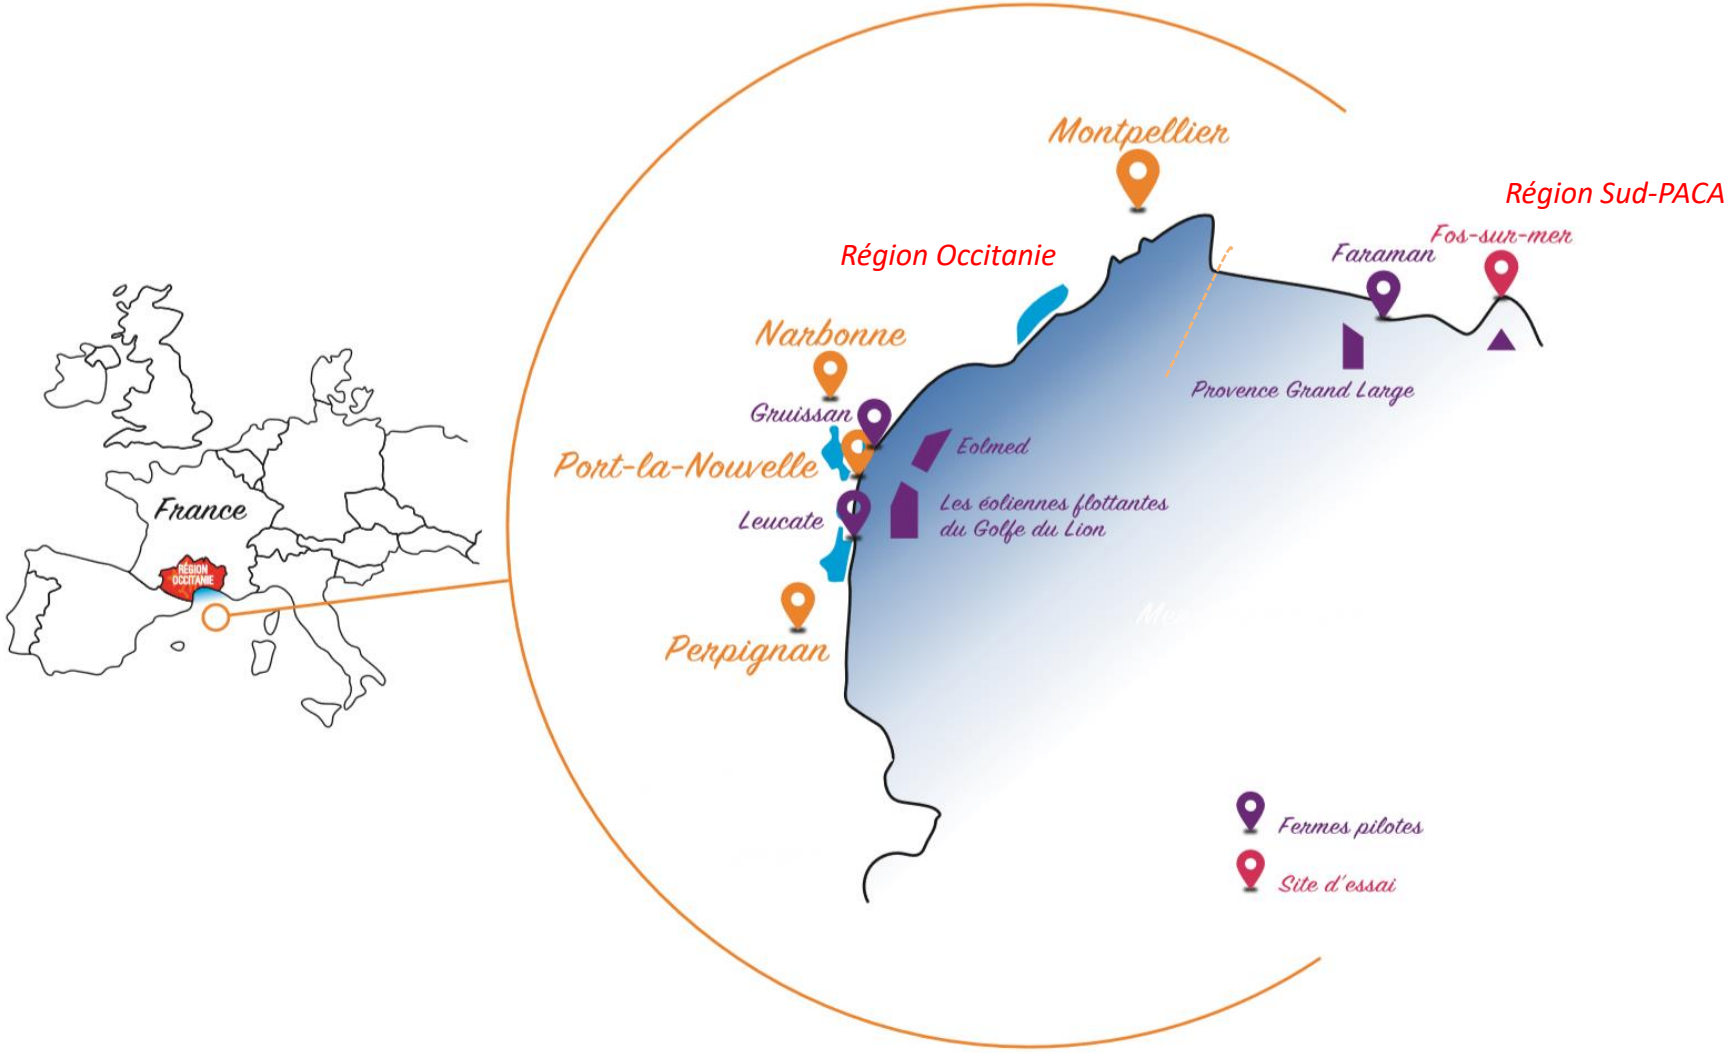 Montpellier
Région Sud-PACA
Région Occitanie
Fos-sur-mer
Faraman
Narbonne
Gruissan
Provence Grand Large
Eolmed
Port-la-Nouvelle
Leucate
Les éoliennes flottantes
du Golfe du Lion
France
RÉGION
OCCITANIE
Perpignan
Fermes pilotes
Site d'essai